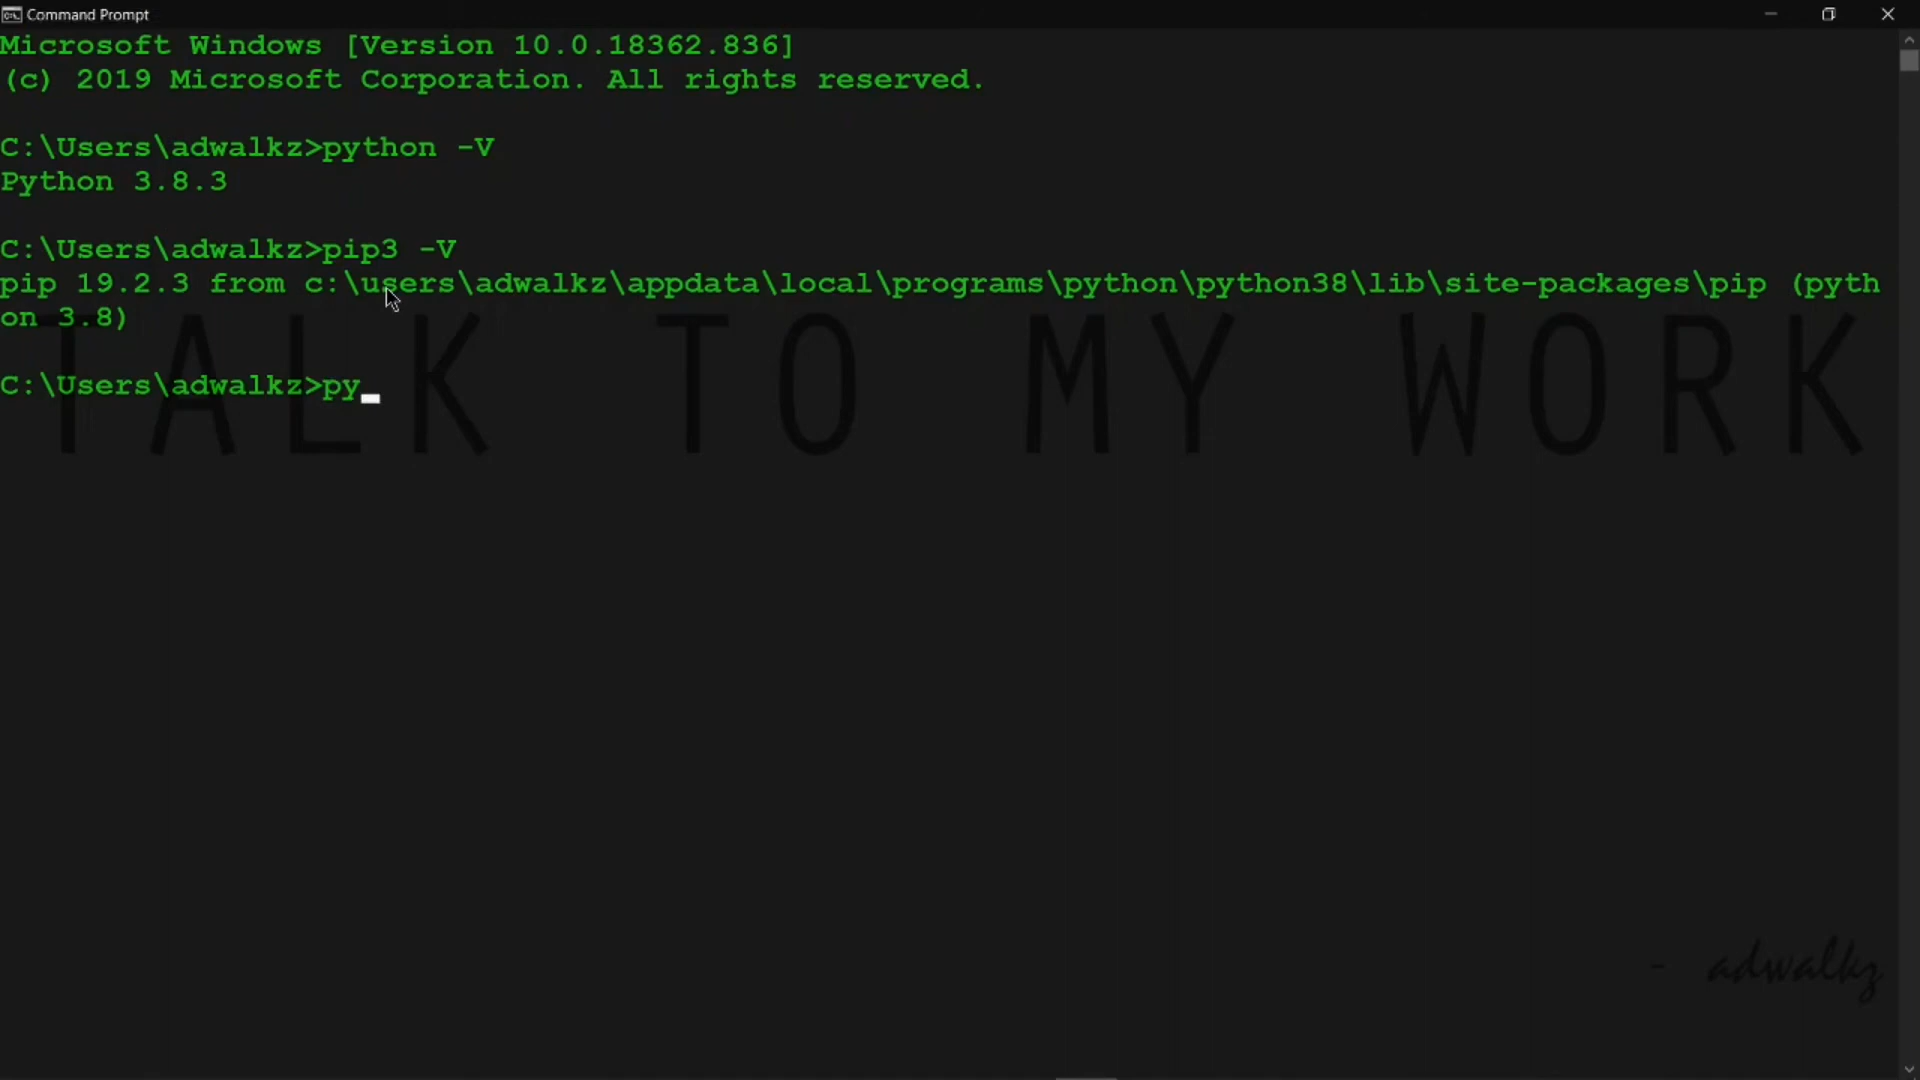 Command Prompt
Microsoft Windows [Version 10.0.18362.836]
(c) 2019 Microsoft Corporation. All rights reserved.
C:\Users\adwalkz>python -V
Python 3.8.3
C:\Users\adwalkz>pip3 -V
pip 19.2.3 from c:\users\adwalkz\appdata\local\programs\python\python38\lib\site-packages\pip (pyth
on 3.8)
C:\Users\adwalkz>py
TALK TO MY WORK
- adwalkz